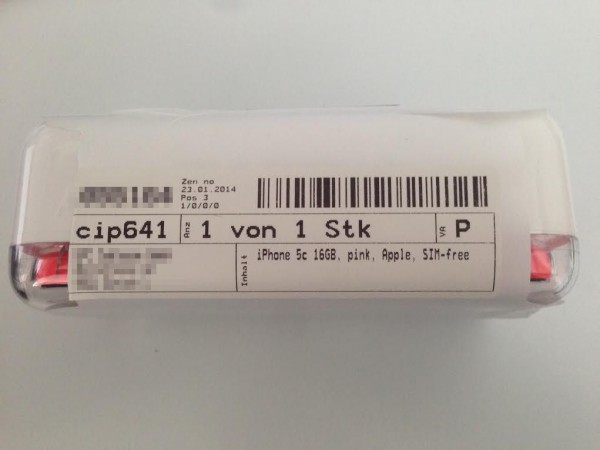 Zen no
23.01.2014
Pos 3
1/0/0/0
cip641 Anz 1 von 1 Stk VA P
Inhalt iPhone 5c 16GB, pink, Apple, SIM-free